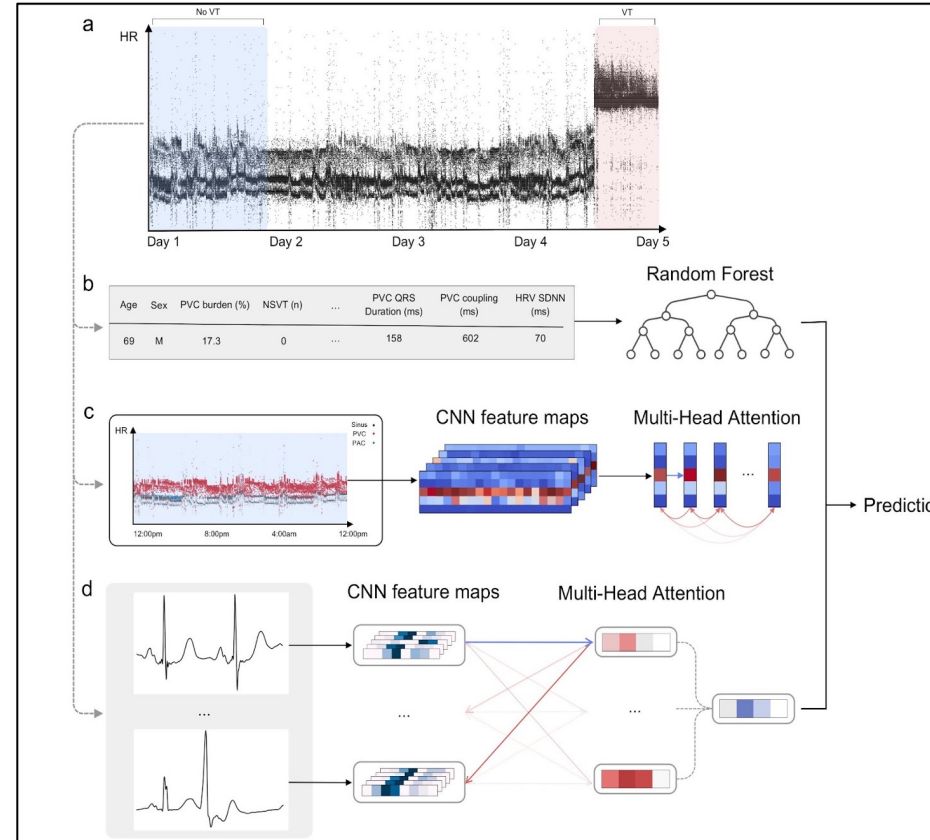 No VT
VT
a
HR
Day 1 Day 2 Day 3 Day 4 Day 5
b
Random Forest
Age Sex PVC burden (%) NSVT (n) ... PVC QRS Duration (ms) PVC coupling (ms) HRV SDNN (ms)
69 M 17.3 0 ... 158 602 70
c
HR
Sinus
PVC
PAC
12:00pm 8:00pm 4:00am 12:00pm
CNN feature maps
Multi-Head Attention
...
Predictio
d
CNN feature maps
Multi-Head Attention
...
...
...